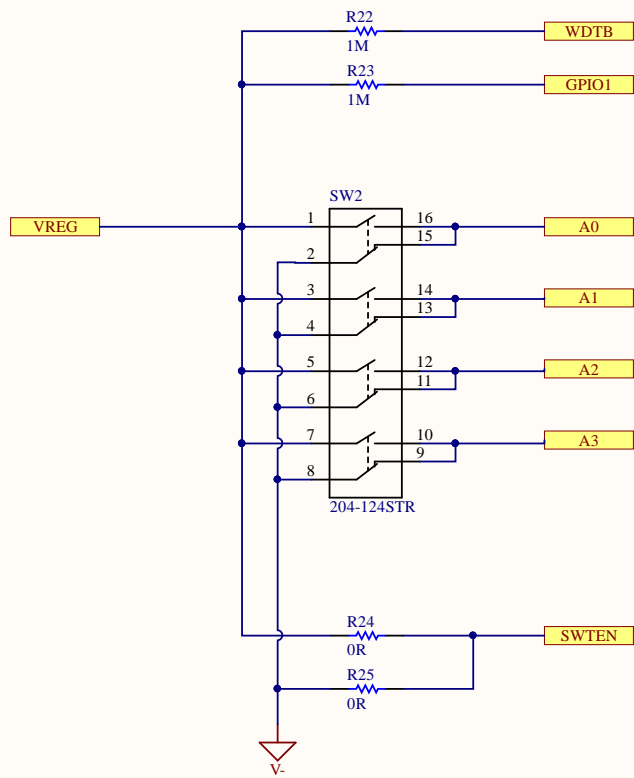 R22
WDTB
1M
R23
GPIO1
1M
SW2
VREG
1
16
A0
15
2
3
14
A1
13
4
5
12
A2
11
6
7
10
A3
9
8
204-124STR
R24
SWTEN
0R
R25
0R
V-